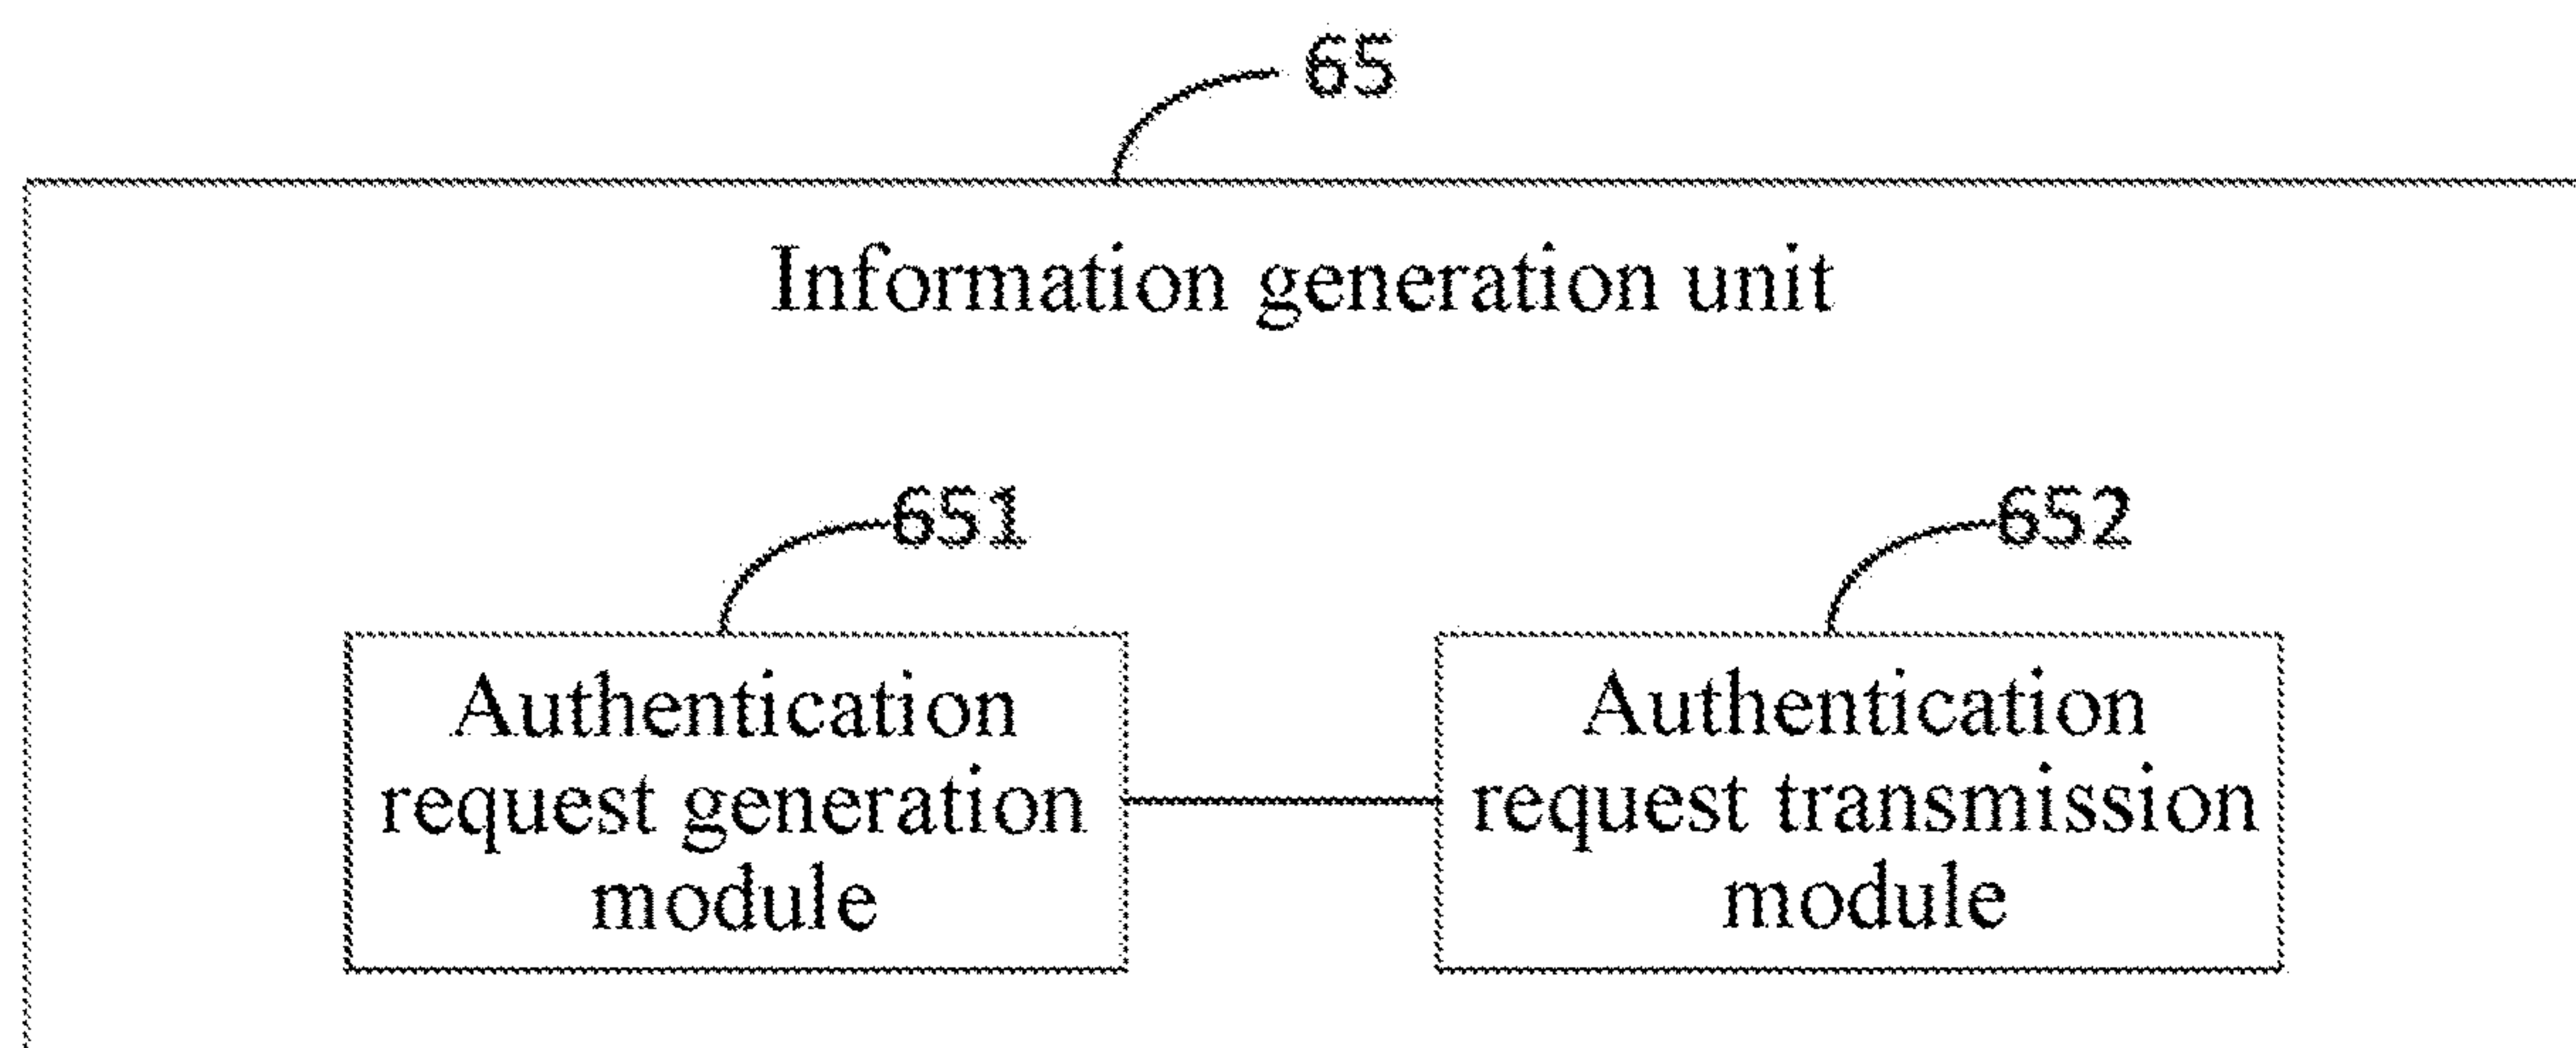 65
Information generation unit
651
652
Authentication
request generation
module
Authentication
request transmission
module